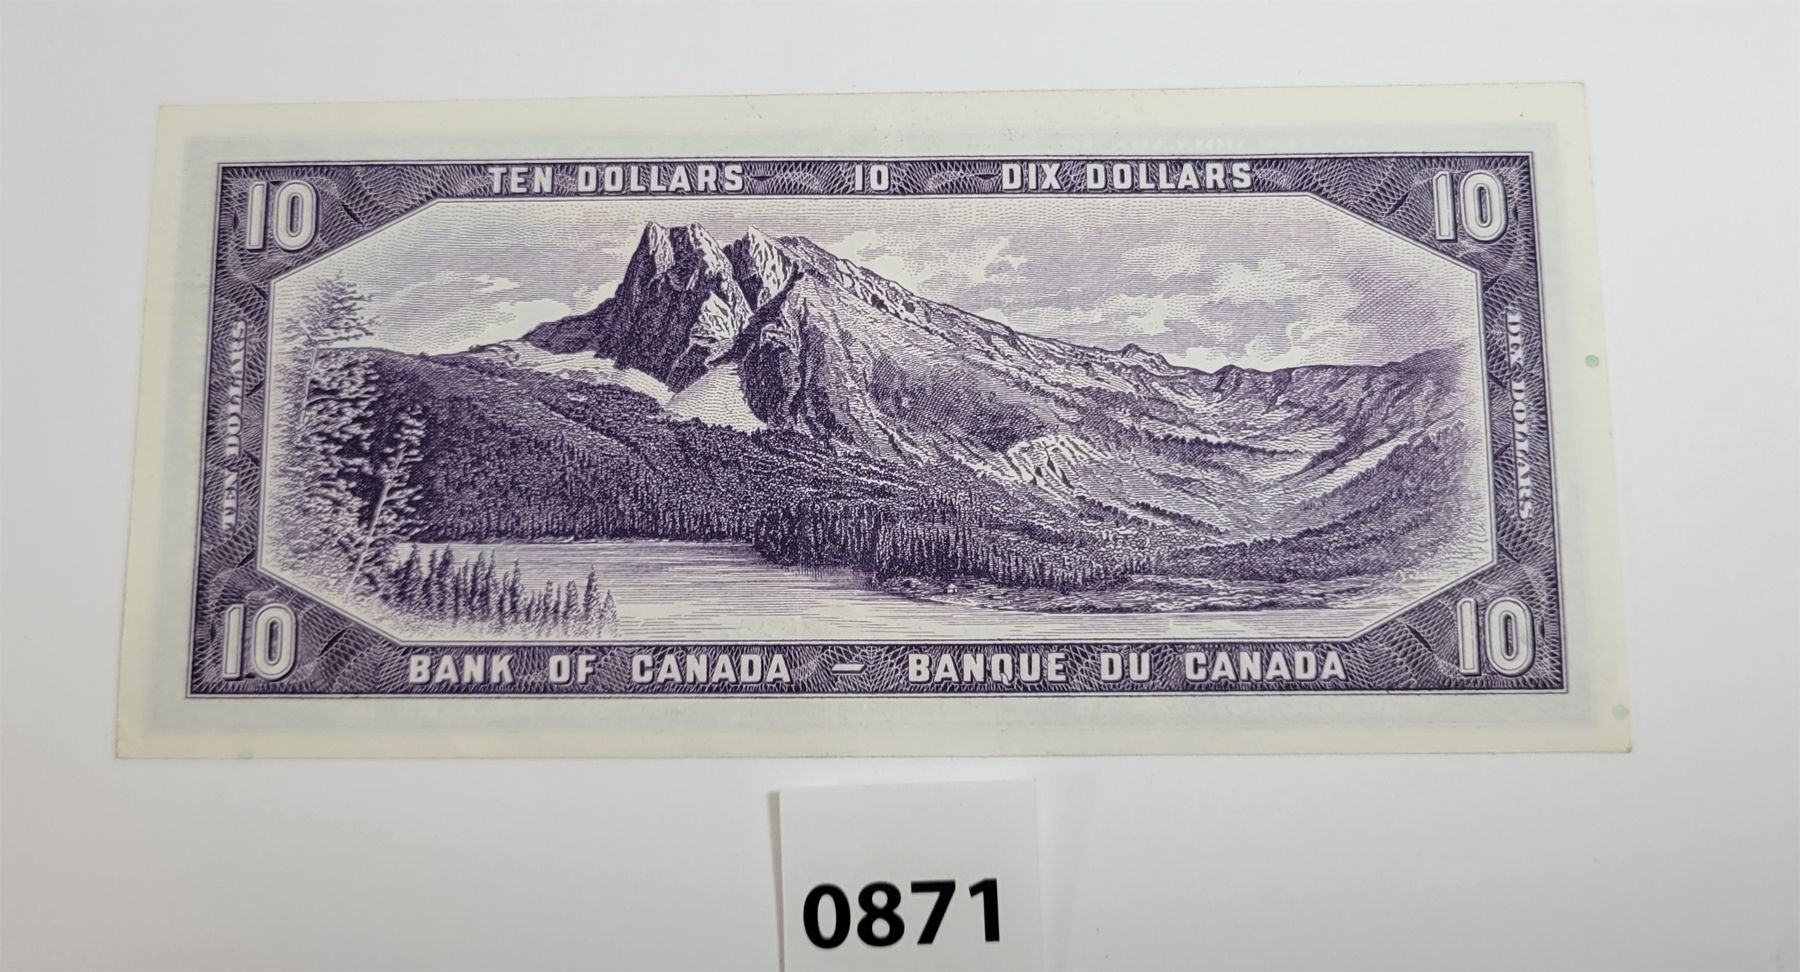 TEN DOLLARS 10 DIX DOLLARS
10 10
TEN DOLLARS
DIX DOLLARS
10 10
BANK OF CANADA – BANQUE DU CANADA
0871